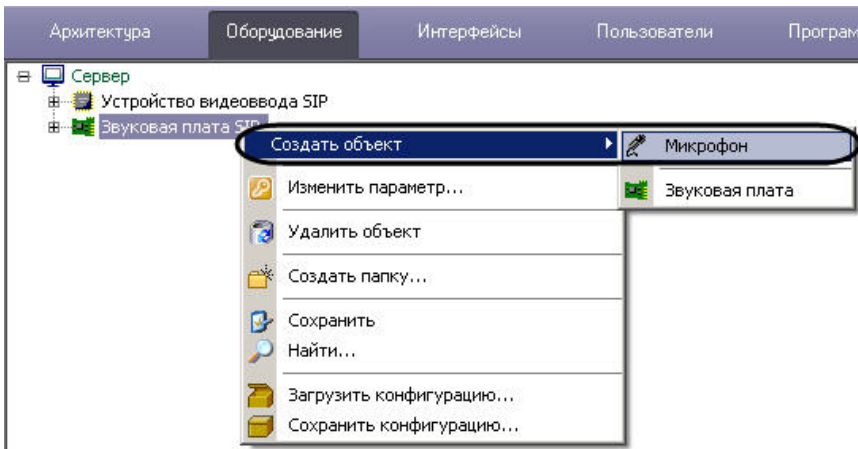 Архитектура Оборудование Интерфейсы Пользователи Програм
Сервер
Устройство видеоввода SIP
Звуковая плата SIP
Создать объект
Микрофон
Звуковая плата
Изменить параметр...
Удалить объект
Создать папку...
Сохранить
Найти...
Загрузить конфигурацию...
Сохранить конфигурацию...